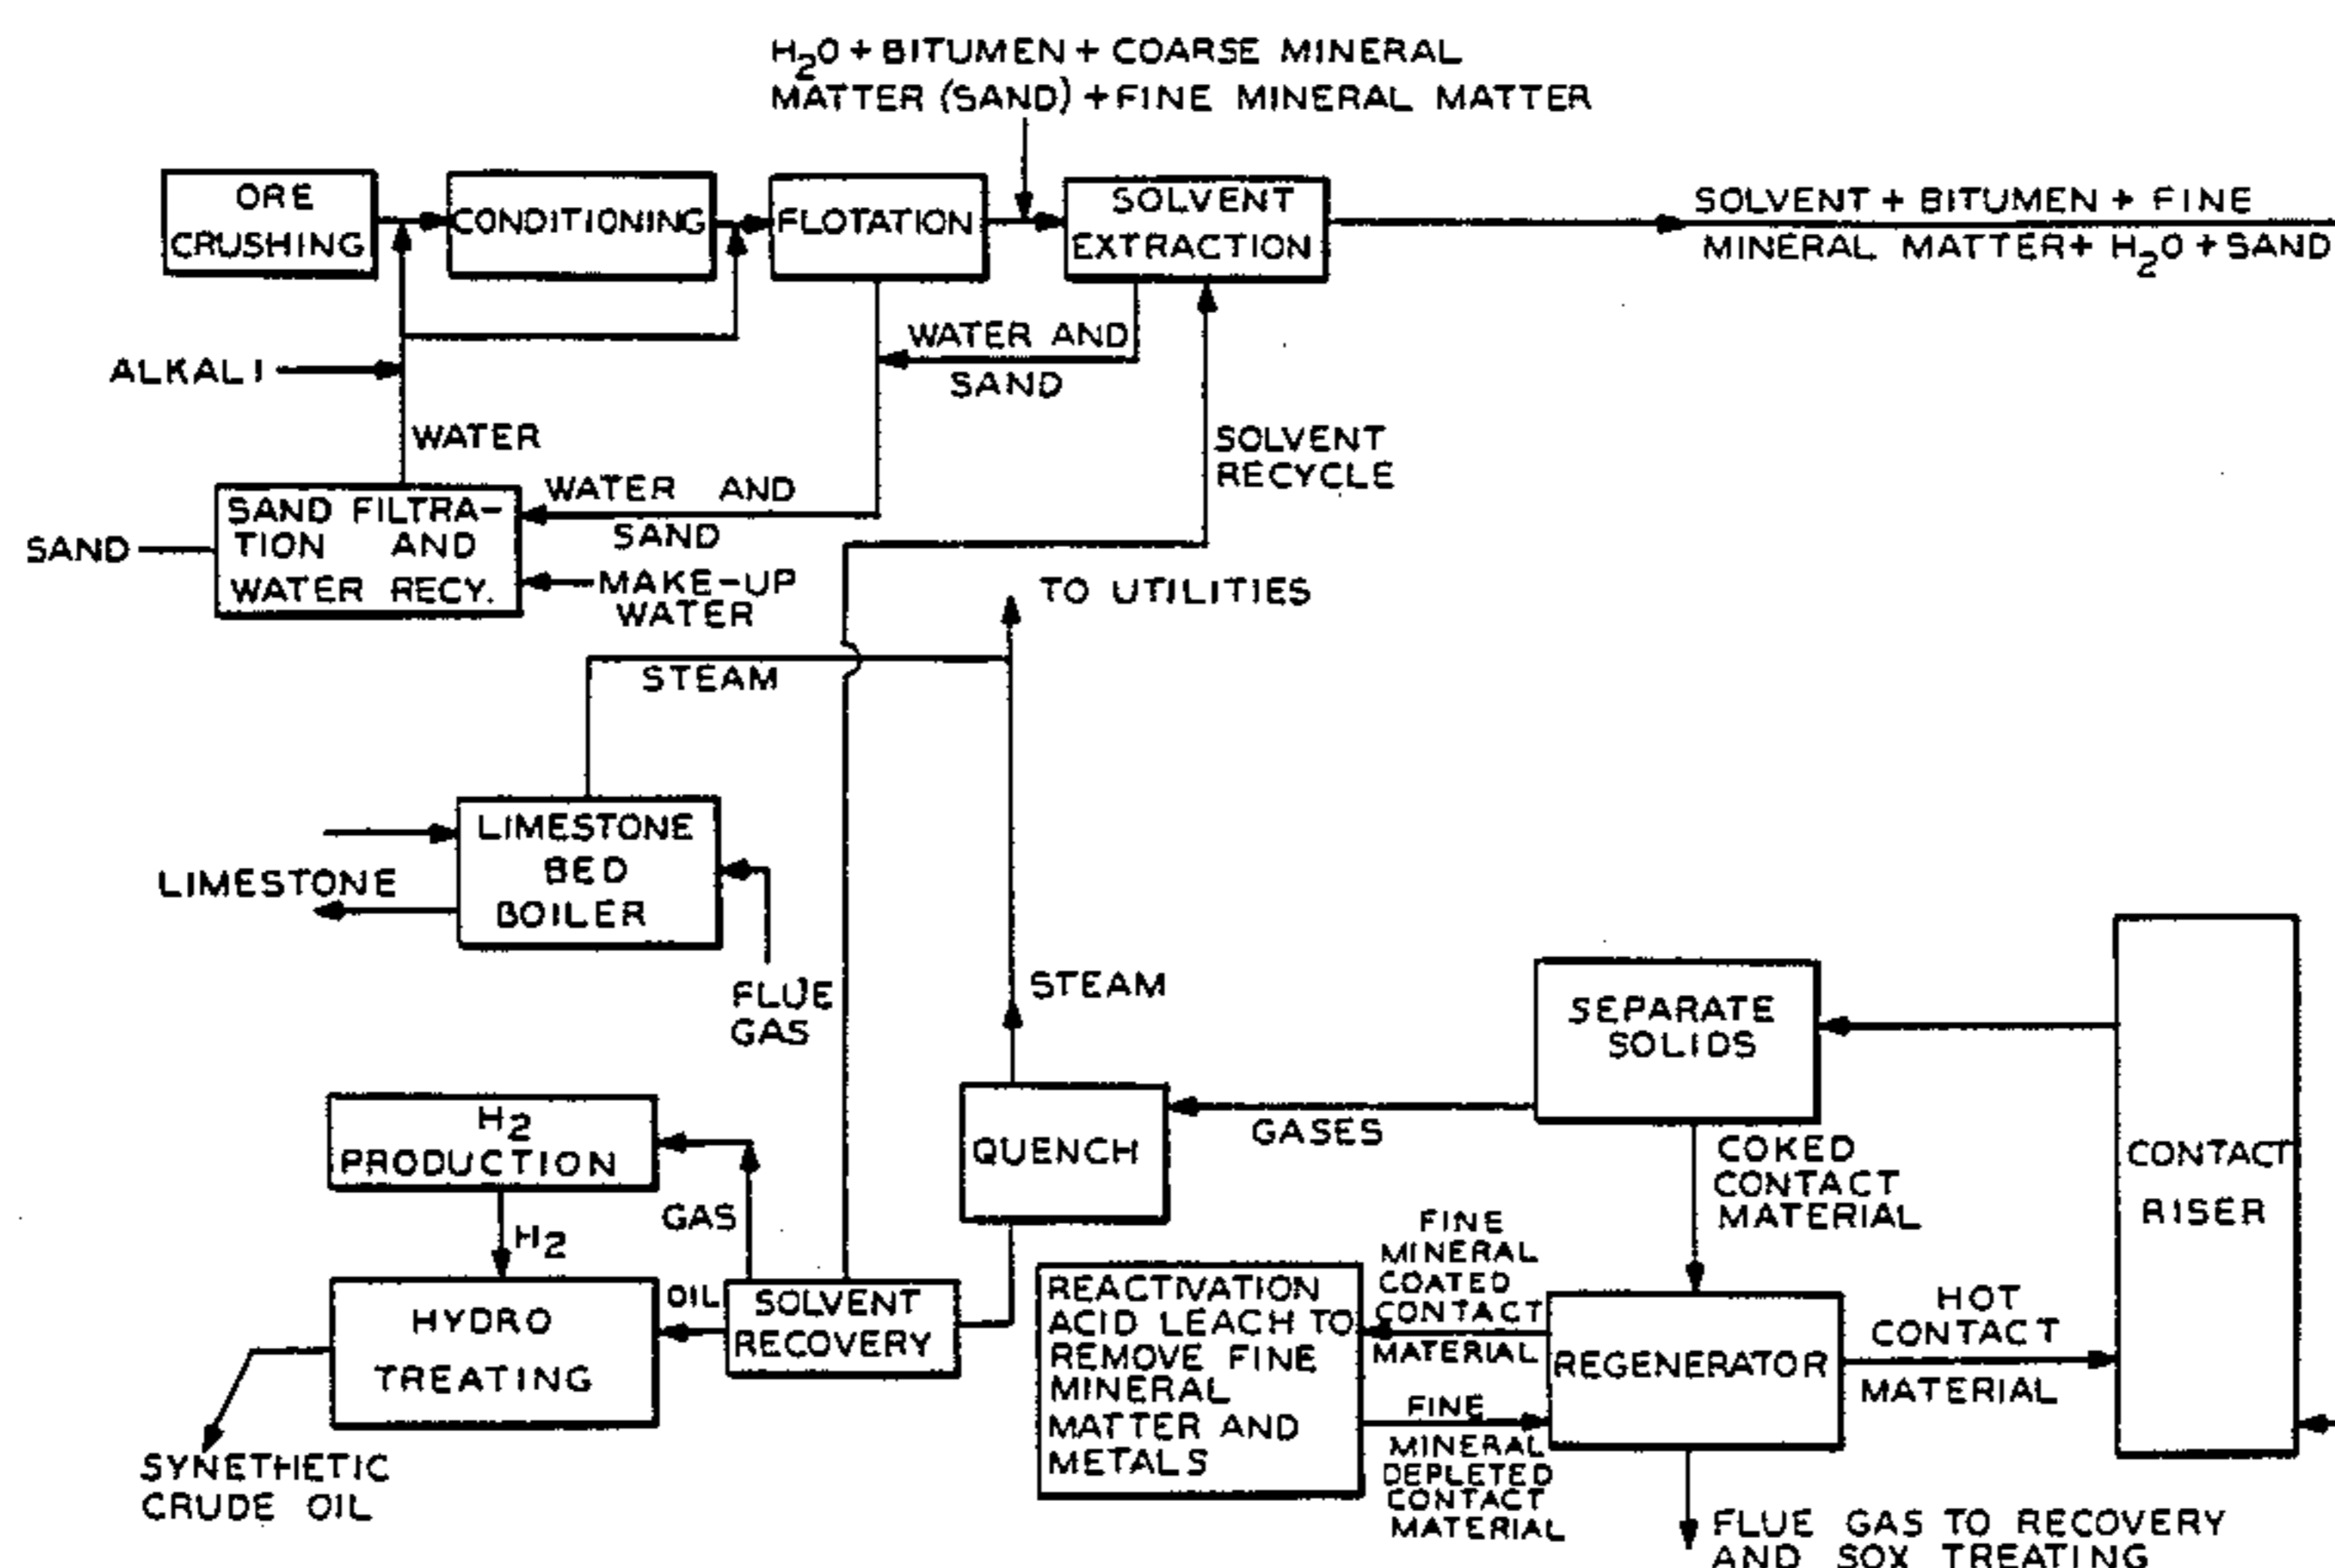 H2O + BITUMEN + COARSE MINERAL
MATTER (SAND) + FINE MINERAL MATTER
ORE
CRUSHING
CONDITIONING
FLOTATION
SOLVENT
EXTRACTION
SOLVENT + BITUMEN + FINE
MINERAL MATTER + H2O + SAND
ALKALI
WATER
WATER AND
SAND
SOLVENT
RECYCLE
SAND
SAND FILTRA-
TION AND
WATER RECY.
WATER AND
SAND
MAKE-UP
WATER
TO UTILITIES
STEAM
LIMESTONE
LIMESTONE
BED
BOILER
FLUE
GAS
STEAM
SEPARATE
SOLIDS
H2
PRODUCTION
H2
GAS
QUENCH
GASES
COKED
CONTACT
MATERIAL
CONTACT
RISER
HYDRO
TREATING
OIL
SOLVENT
RECOVERY
REACTIVATION
ACID LEACH TO
REMOVE FINE
MINERAL
MATTER AND
METALS
FINE
MINERAL
COATED
CONTACT
MATERIAL
FINE
MINERAL
DEPLETED
CONTACT
MATERIAL
REGENERATOR
HOT
CONTACT
MATERIAL
SYNETHETIC
CRUDE OIL
FLUE GAS TO RECOVERY
AND SOX TREATING